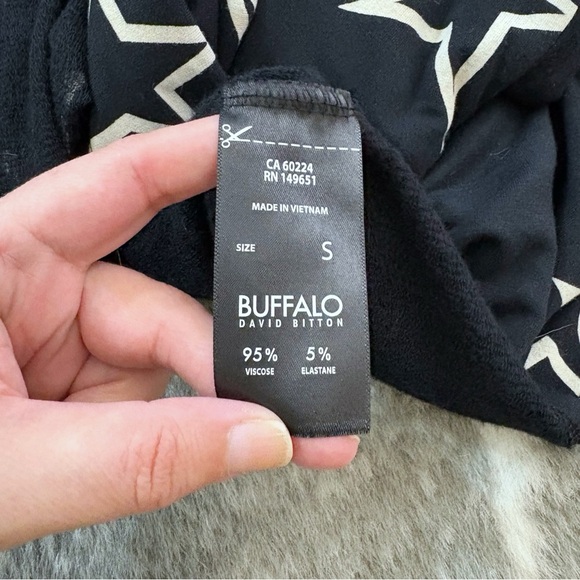 CA 60224
RN 149651
MADE IN VIETNAM
SIZE S
BUFFALO
DAVID BITTON
95% 5%
VISCOSE ELASTANE